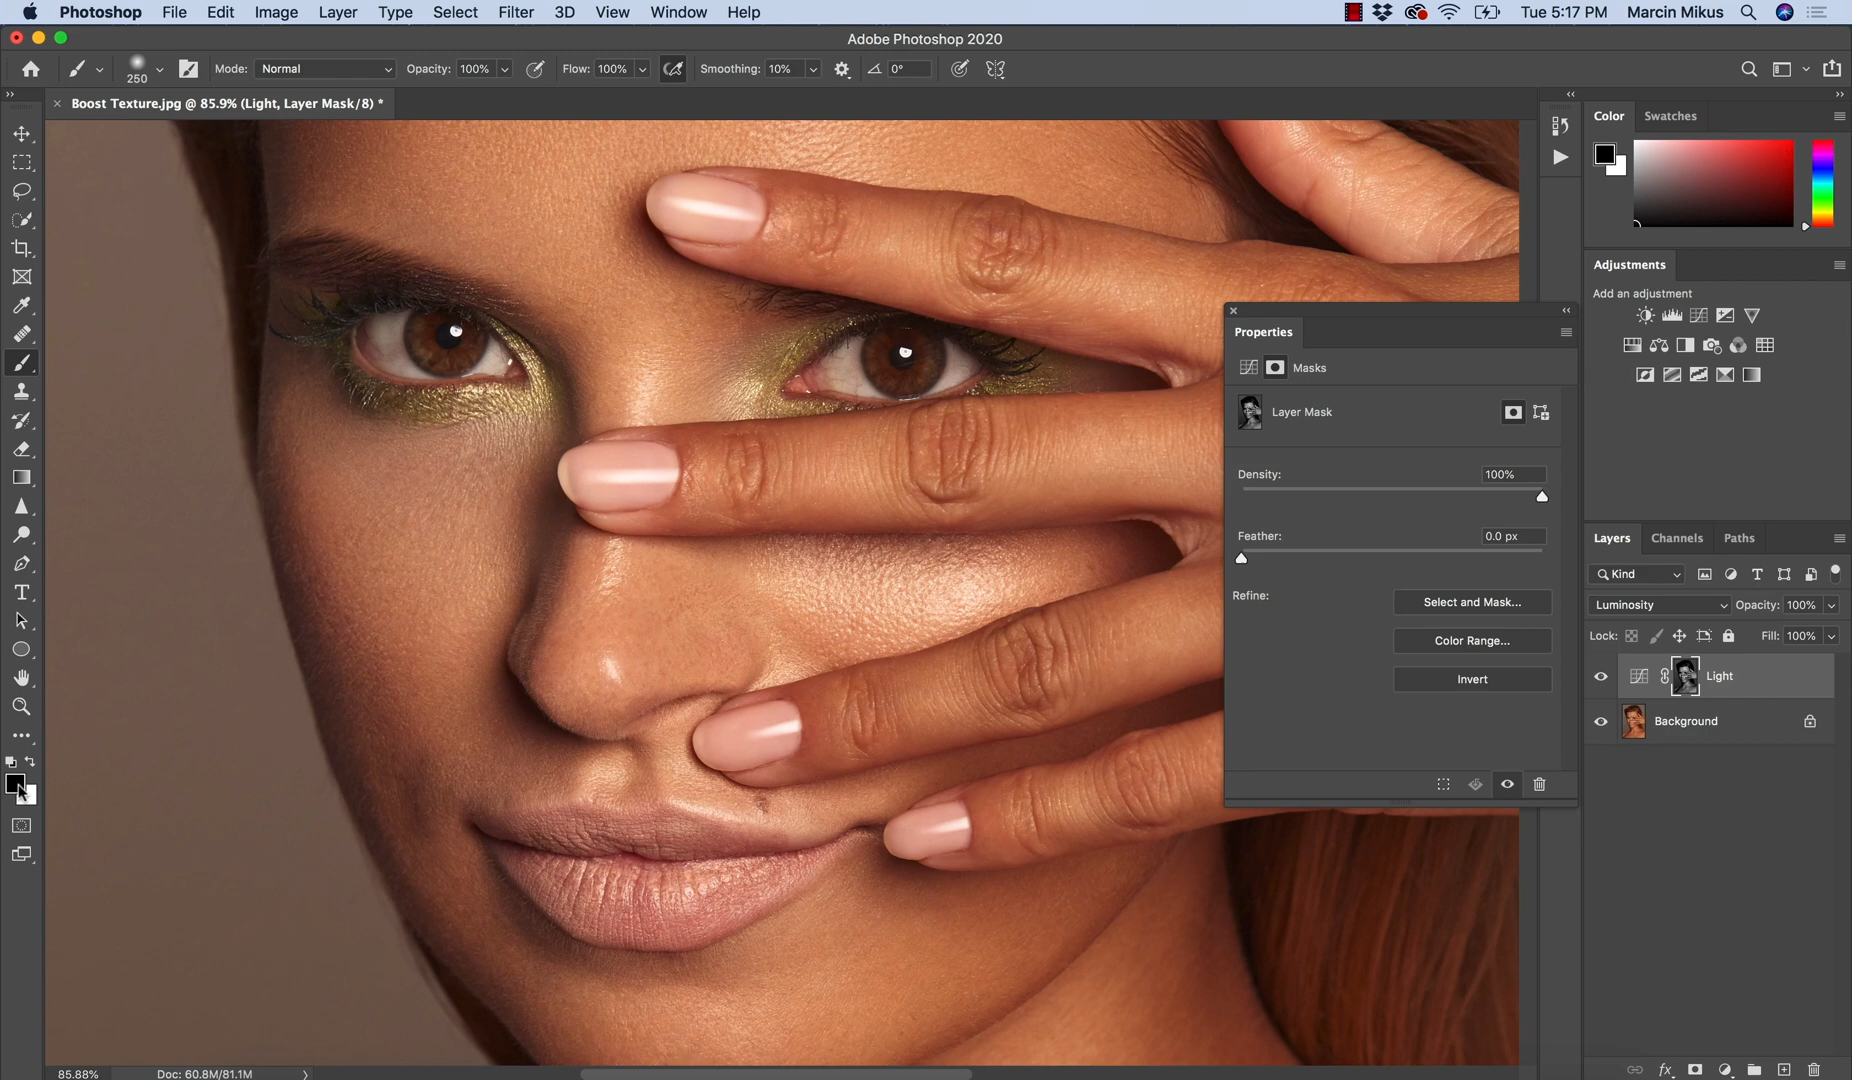 Photoshop File Edit Image Layer Type Select Filter 3D View Window Help Tue 5:17 PM Marcin Mikus
Adobe Photoshop 2020
250 Mode: Normal Opacity: 100% Flow: 100% Smoothing: 10% 0°
Boost Texture.jpg @ 85.9% (Light, Layer Mask/8) *
Color Swatches
Adjustments
Add an adjustment
Properties
Masks
Layer Mask
Density: 100%
Feather: 0.0 px
Refine: Select and Mask...
Color Range...
Invert
Layers Channels Paths
Kind
Luminosity Opacity: 100%
Lock: Fill: 100%
Light
Background
85.88% Doc: 60.8M/81.1M